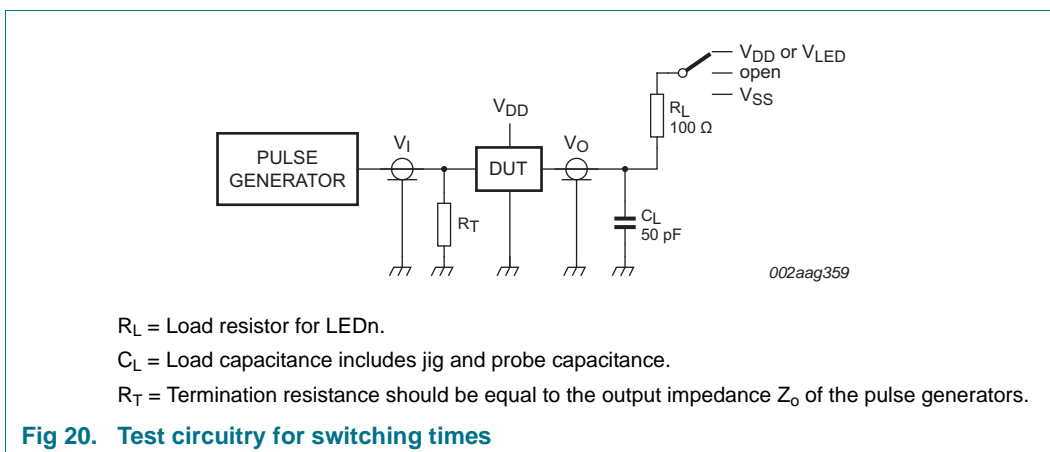 V_DD or V_LED
open
V_SS
R_L
100 Ω
V_DD
V_I
V_O
PULSE
GENERATOR
DUT
R_T
C_L
50 pF
002aag359
R_L = Load resistor for LEDn.
C_L = Load capacitance includes jig and probe capacitance.
R_T = Termination resistance should be equal to the output impedance Z_o of the pulse generators.
Fig 20. Test circuitry for switching times